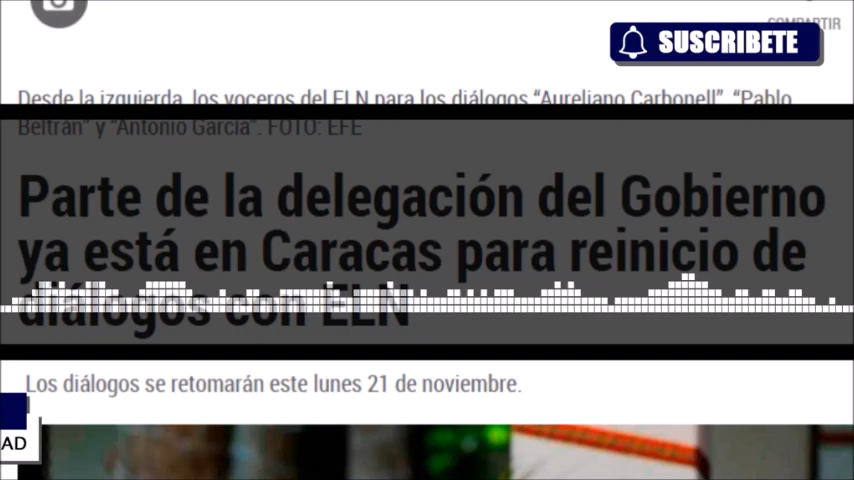 COMPARTIR
SUSCRIBETE
Desde la izquierda, los voceros del ELN para los diálogos “Aureliano Carbonell”, “Pablo
Beltrán” y “Antonio García”. FOTO: EFE
Parte de la delegación del Gobierno
ya está en Caracas para reinicio de
diálogos con ELN
Los diálogos se retomarán este lunes 21 de noviembre.
AD